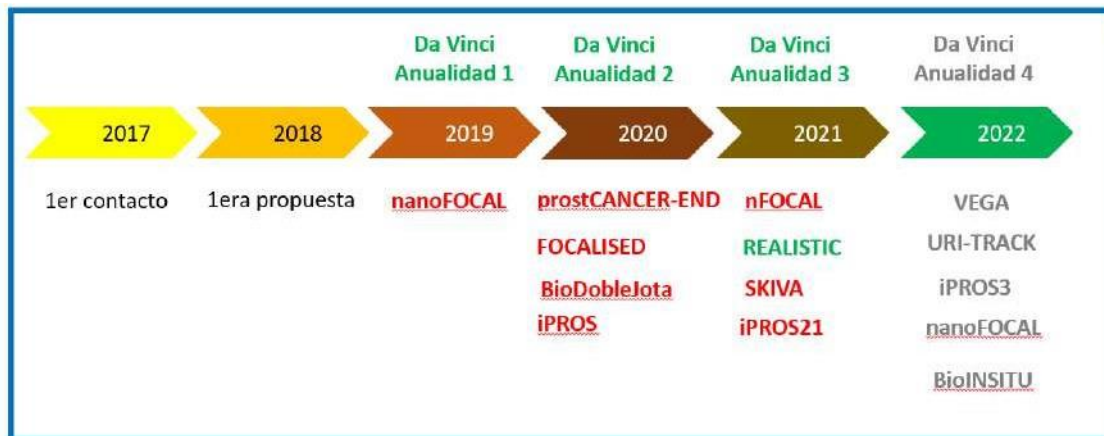 Da Vinci
Anualidad 1
Da Vinci
Anualidad 2
Da Vinci
Anualidad 3
Da Vinci
Anualidad 4
2017
2018
2019
2020
2021
2022
1er contacto
1era propuesta
nanoFOCAL
prostCANCER-END
nFOCAL
VEGA
FOCALISED
REALISTIC
URI-TRACK
BioDobleJota
SKIVA
iPROS3
iPROS
iPROS21
nanoFOCAL
BioINSITU